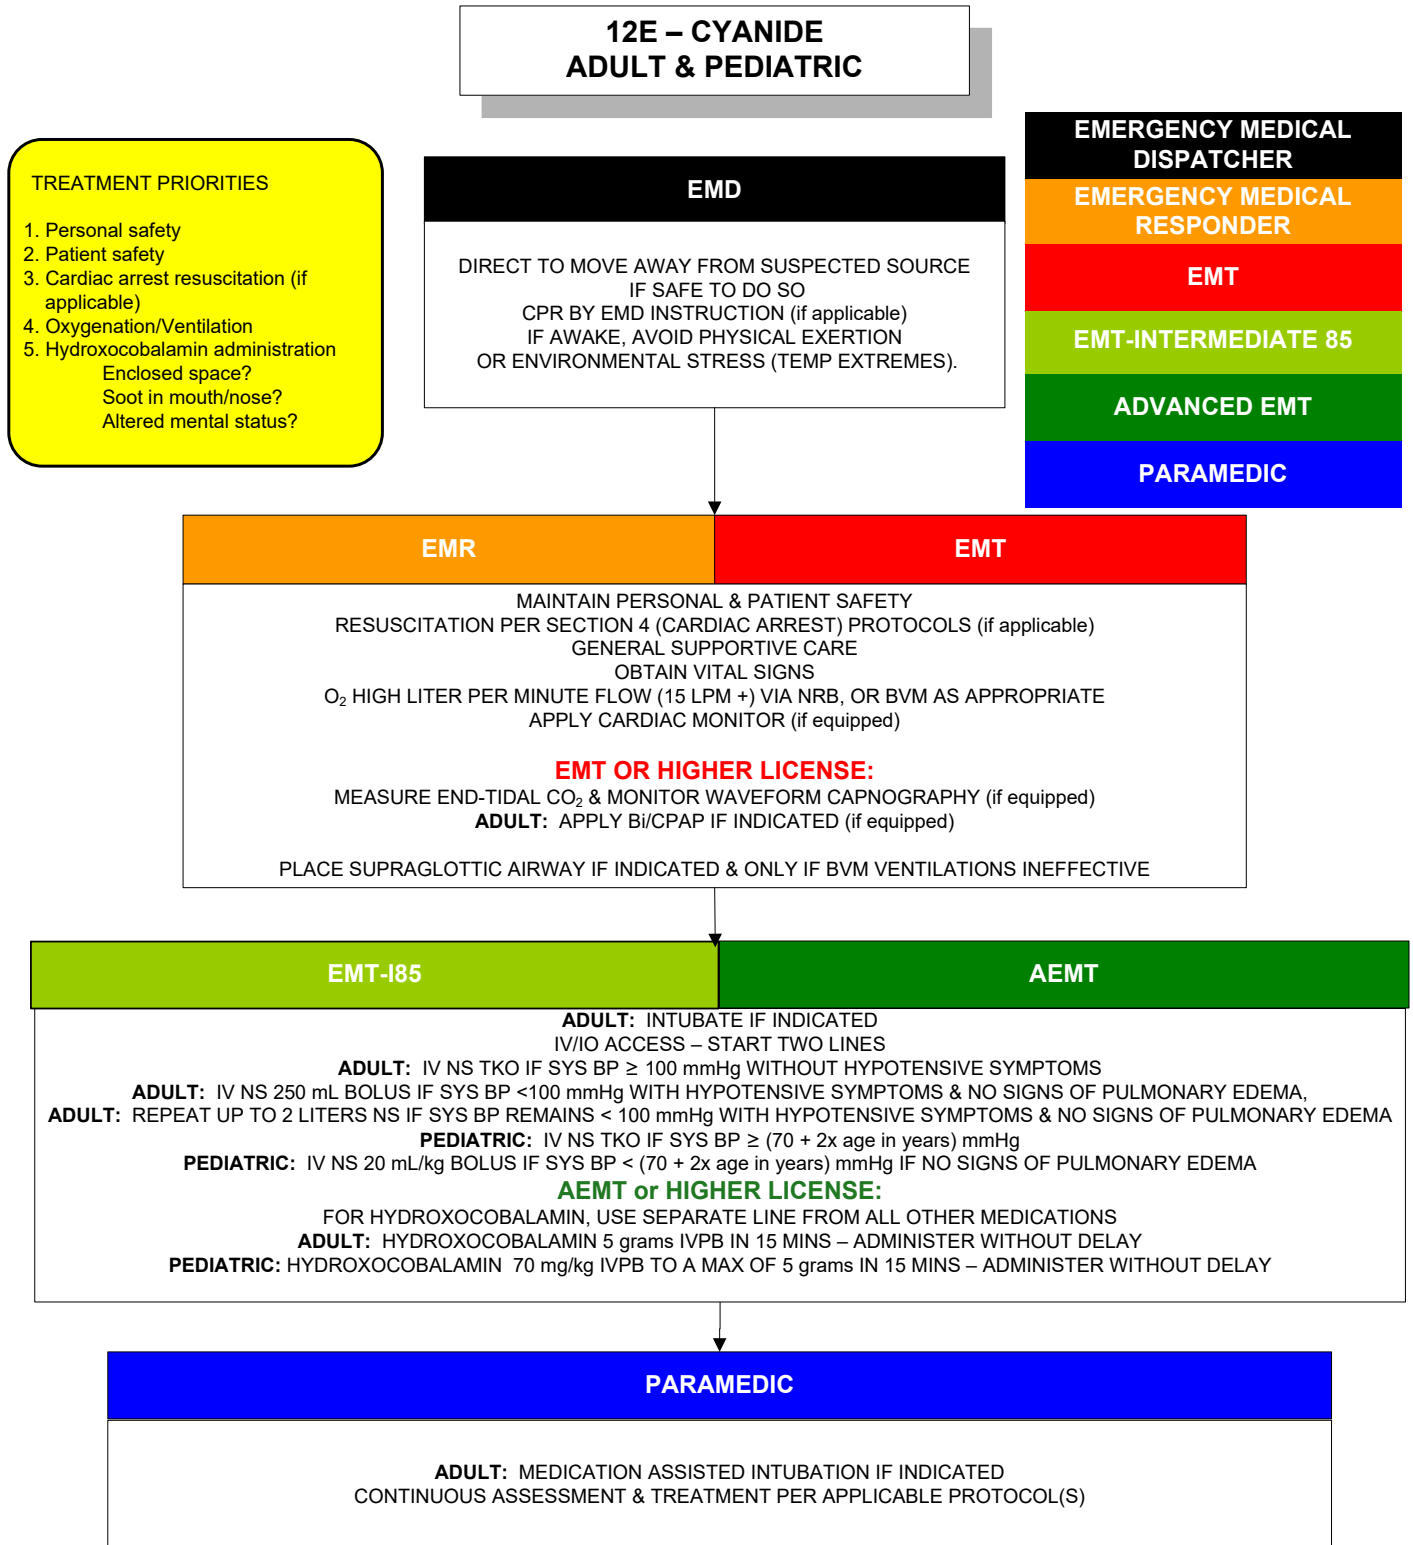 12E – CYANIDE
ADULT & PEDIATRIC
TREATMENT PRIORITIES
1. Personal safety
2. Patient safety
3. Cardiac arrest resuscitation (if
applicable)
4. Oxygenation/Ventilation
5. Hydroxocobalamin administration
Enclosed space?
Soot in mouth/nose?
Altered mental status?
EMD
DIRECT TO MOVE AWAY FROM SUSPECTED SOURCE
IF SAFE TO DO SO
CPR BY EMD INSTRUCTION (if applicable)
IF AWAKE, AVOID PHYSICAL EXERTION
OR ENVIRONMENTAL STRESS (TEMP EXTREMES).
EMERGENCY MEDICAL
DISPATCHER
EMERGENCY MEDICAL
RESPONDER
EMT
EMT-INTERMEDIATE 85
ADVANCED EMT
PARAMEDIC
EMR
EMT
MAINTAIN PERSONAL & PATIENT SAFETY
RESUSCITATION PER SECTION 4 (CARDIAC ARREST) PROTOCOLS (if applicable)
GENERAL SUPPORTIVE CARE
OBTAIN VITAL SIGNS
O₂ HIGH LITER PER MINUTE FLOW (15 LPM +) VIA NRB, OR BVM AS APPROPRIATE
APPLY CARDIAC MONITOR (if equipped)
EMT OR HIGHER LICENSE:
MEASURE END-TIDAL CO₂ & MONITOR WAVEFORM CAPNOGRAPHY (if equipped)
ADULT: APPLY Bi/CPAP IF INDICATED (if equipped)
PLACE SUPRAGLOTTIC AIRWAY IF INDICATED & ONLY IF BVM VENTILATIONS INEFFECTIVE
EMT-I85
AEMT
ADULT: INTUBATE IF INDICATED
IV/IO ACCESS – START TWO LINES
ADULT: IV NS TKO IF SYS BP ≥ 100 mmHg WITHOUT HYPOTENSIVE SYMPTOMS
ADULT: IV NS 250 mL BOLUS IF SYS BP <100 mmHg WITH HYPOTENSIVE SYMPTOMS & NO SIGNS OF PULMONARY EDEMA,
ADULT: REPEAT UP TO 2 LITERS NS IF SYS BP REMAINS < 100 mmHg WITH HYPOTENSIVE SYMPTOMS & NO SIGNS OF PULMONARY EDEMA
PEDIATRIC: IV NS TKO IF SYS BP ≥ (70 + 2x age in years) mmHg
PEDIATRIC: IV NS 20 mL/kg BOLUS IF SYS BP < (70 + 2x age in years) mmHg IF NO SIGNS OF PULMONARY EDEMA
AEMT or HIGHER LICENSE:
FOR HYDROXOCOBALAMIN, USE SEPARATE LINE FROM ALL OTHER MEDICATIONS
ADULT: HYDROXOCOBALAMIN 5 grams IVPB IN 15 MINS – ADMINISTER WITHOUT DELAY
PEDIATRIC: HYDROXOCOBALAMIN 70 mg/kg IVPB TO A MAX OF 5 grams IN 15 MINS – ADMINISTER WITHOUT DELAY
PARAMEDIC
ADULT: MEDICATION ASSISTED INTUBATION IF INDICATED
CONTINUOUS ASSESSMENT & TREATMENT PER APPLICABLE PROTOCOL(S)